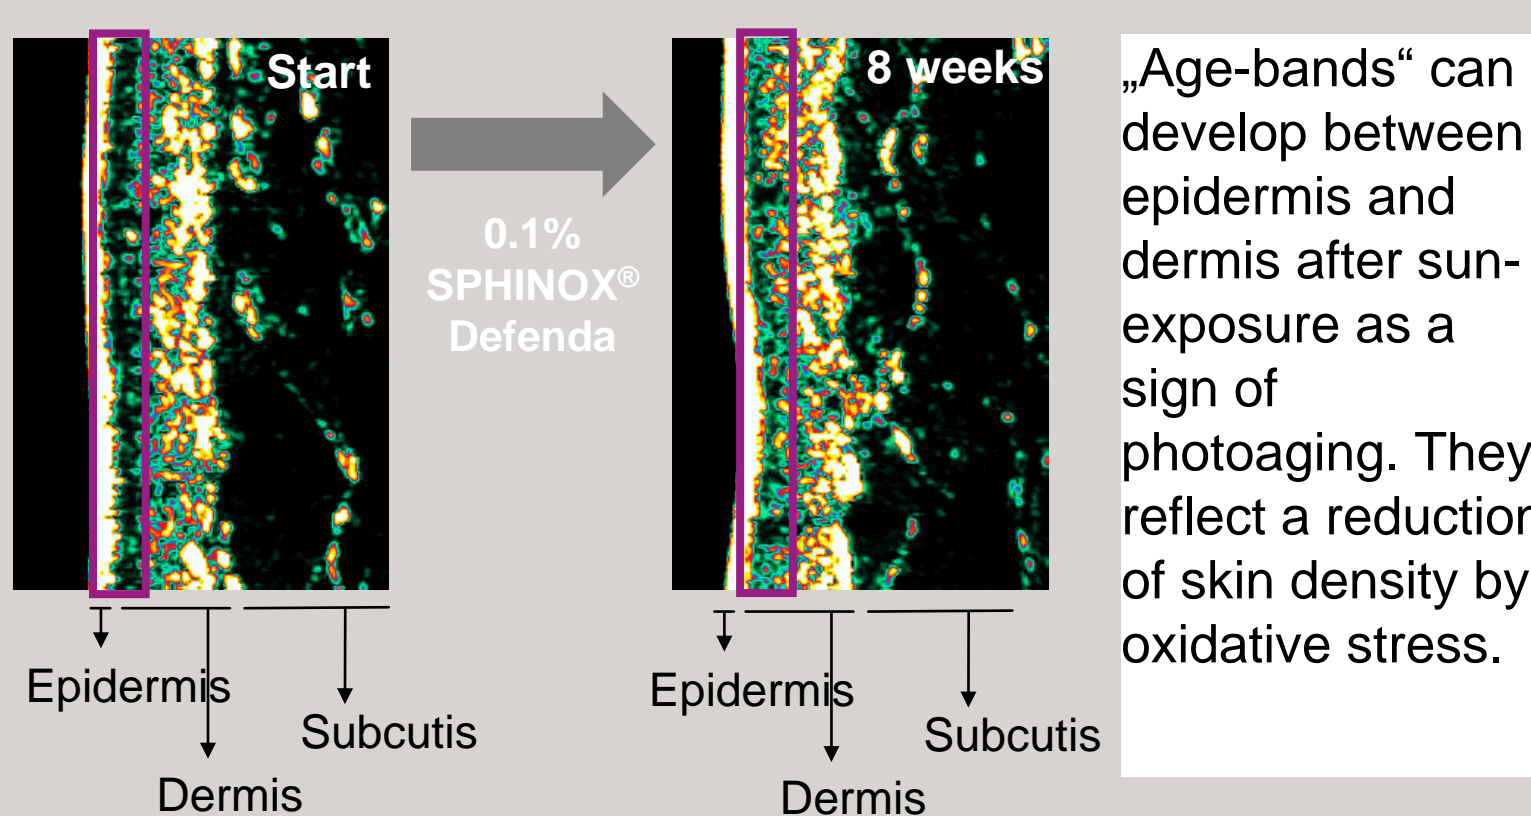 Start
0.1%
SPHINOX®
Defenda
8 weeks
Epidermis
Subcutis
Dermis
Epidermis
Subcutis
Dermis
„Age-bands“ can
develop between
epidermis and
dermis after sun-
exposure as a
sign of
photoaging. They
reflect a reduction
of skin density by
oxidative stress.